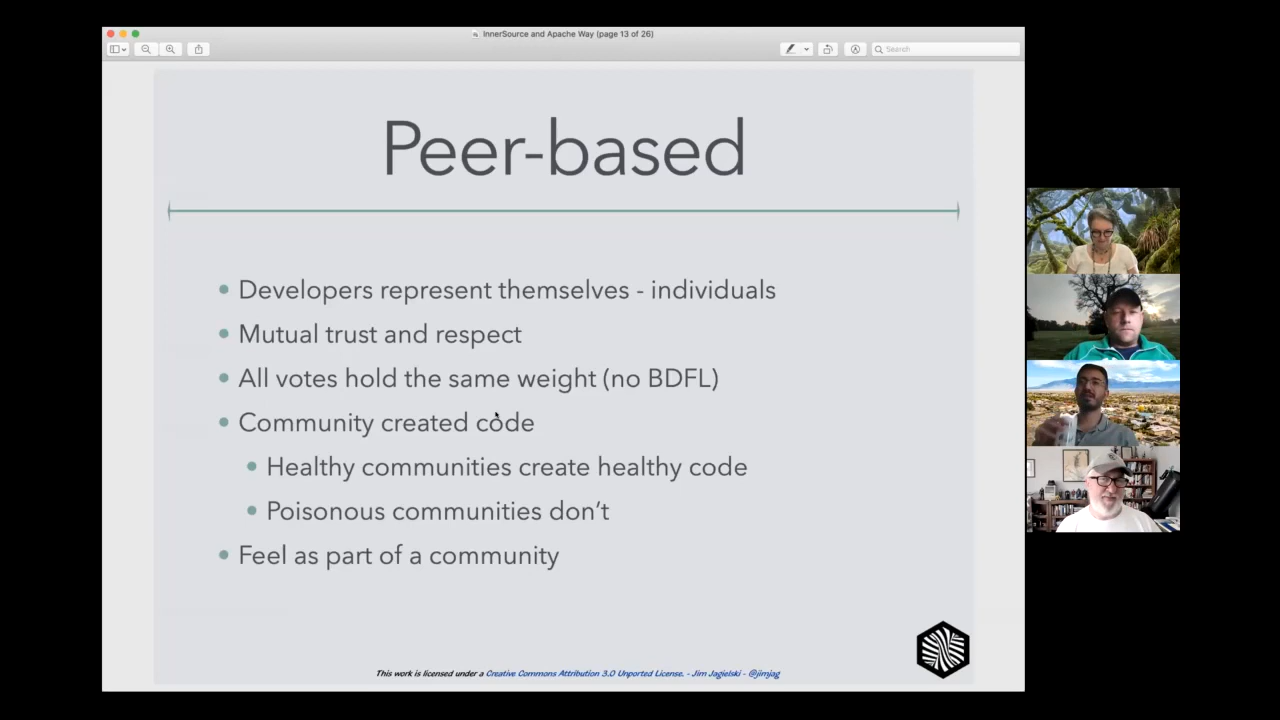 InnerSource and Apache Way (page 13 of 26)
Search
Peer-based
Developers represent themselves - individuals
Mutual trust and respect
All votes hold the same weight (no BDFL)
Community created code
Healthy communities create healthy code
Poisonous communities don't
Feel as part of a community
This work is licensed under a Creative Commons Attribution 3.0 Unported License. - Jim Jagielski - @jimjag